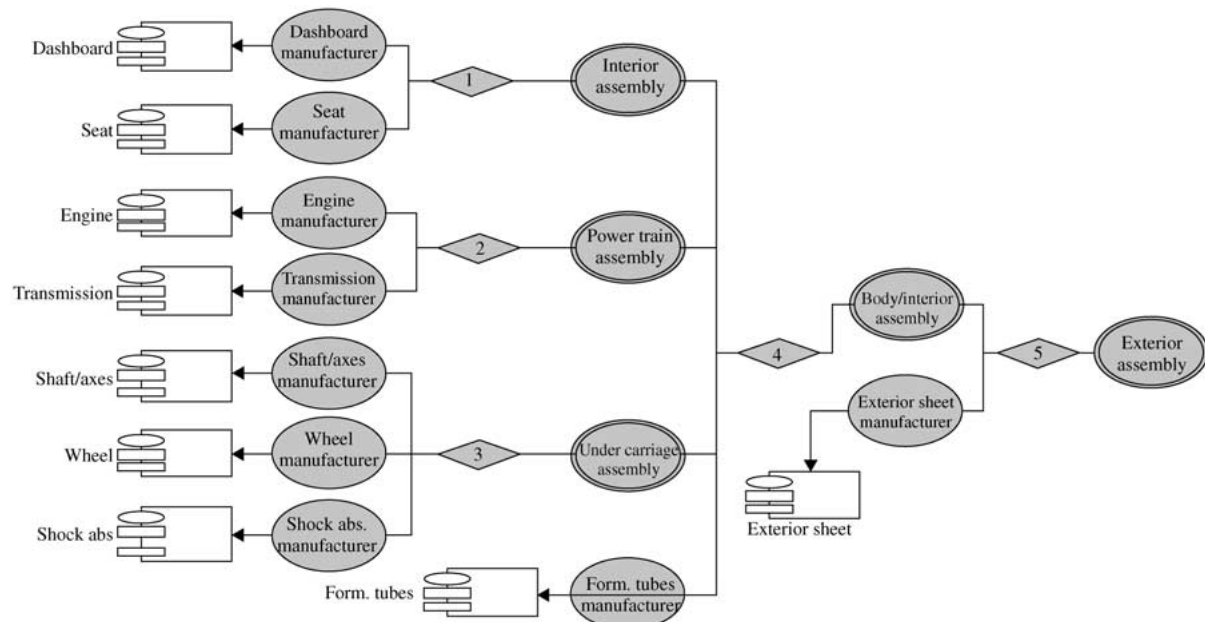 Dashboard
Dashboard
manufacturer
1
Interior
assembly
Seat
Seat
manufacturer
Engine
Engine
manufacturer
2
Power train
assembly
Transmission
Transmission
manufacturer
Body/interior
assembly
4
5
Exterior
assembly
Shaft/axes
Shaft/axes
manufacturer
Exterior sheet
manufacturer
Wheel
Wheel
manufacturer
3
Under carriage
assembly
Exterior sheet
Shock abs
Shock abs.
manufacturer
Form. tubes
Form. tubes
manufacturer